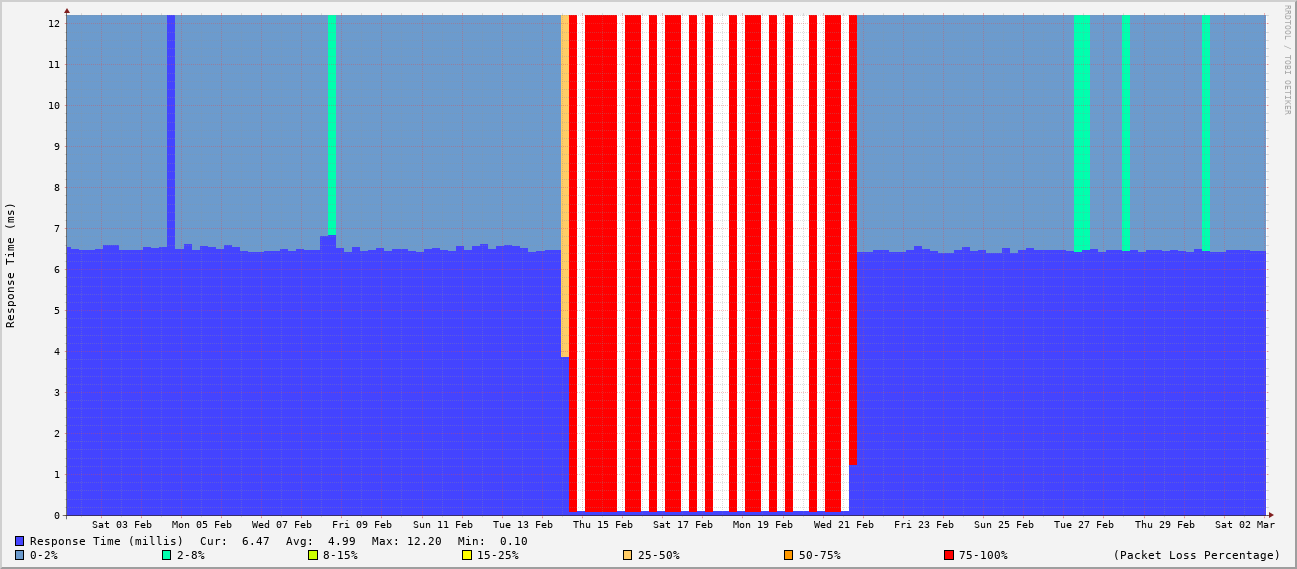 RRDTOOL / TOBI OETIKER
Response Time (ms)
12
11
10
9
8
7
6
5
4
3
2
1
0
Sat 03 Feb Mon 05 Feb Wed 07 Feb Fri 09 Feb Sun 11 Feb Tue 13 Feb Thu 15 Feb Sat 17 Feb Mon 19 Feb Wed 21 Feb Fri 23 Feb Sun 25 Feb Tue 27 Feb Thu 29 Feb Sat 02 Mar
Response Time (millis) Cur: 6.47 Avg: 4.99 Max: 12.20 Min: 0.10
0-2% 2-8% 8-15% 15-25% 25-50% 50-75% 75-100% (Packet Loss Percentage)